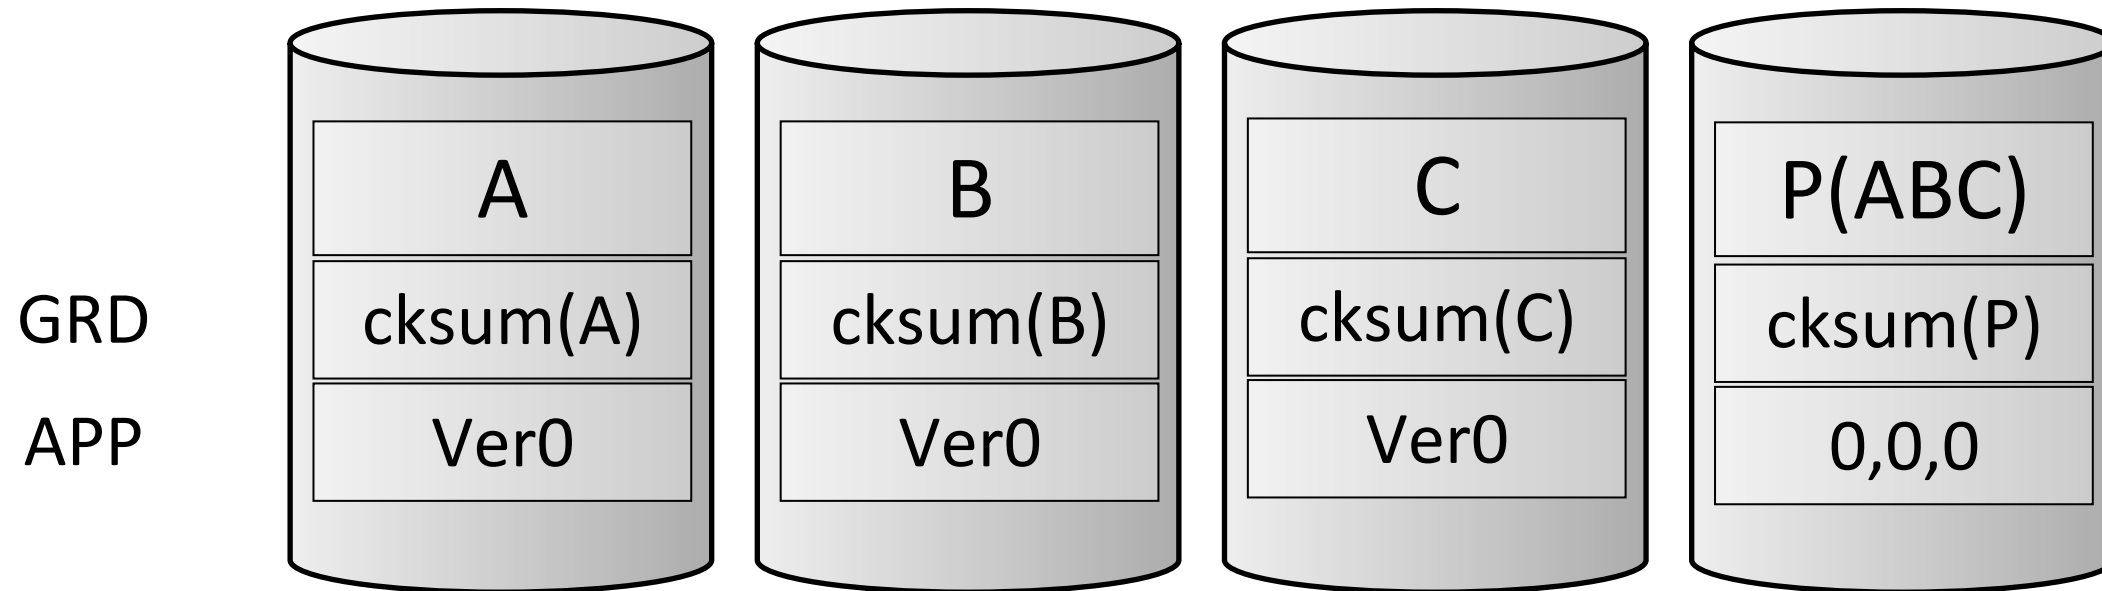 A B C P(ABC)
GRD cksum(A) cksum(B) cksum(C) cksum(P)
APP Ver0 Ver0 Ver0 0,0,0